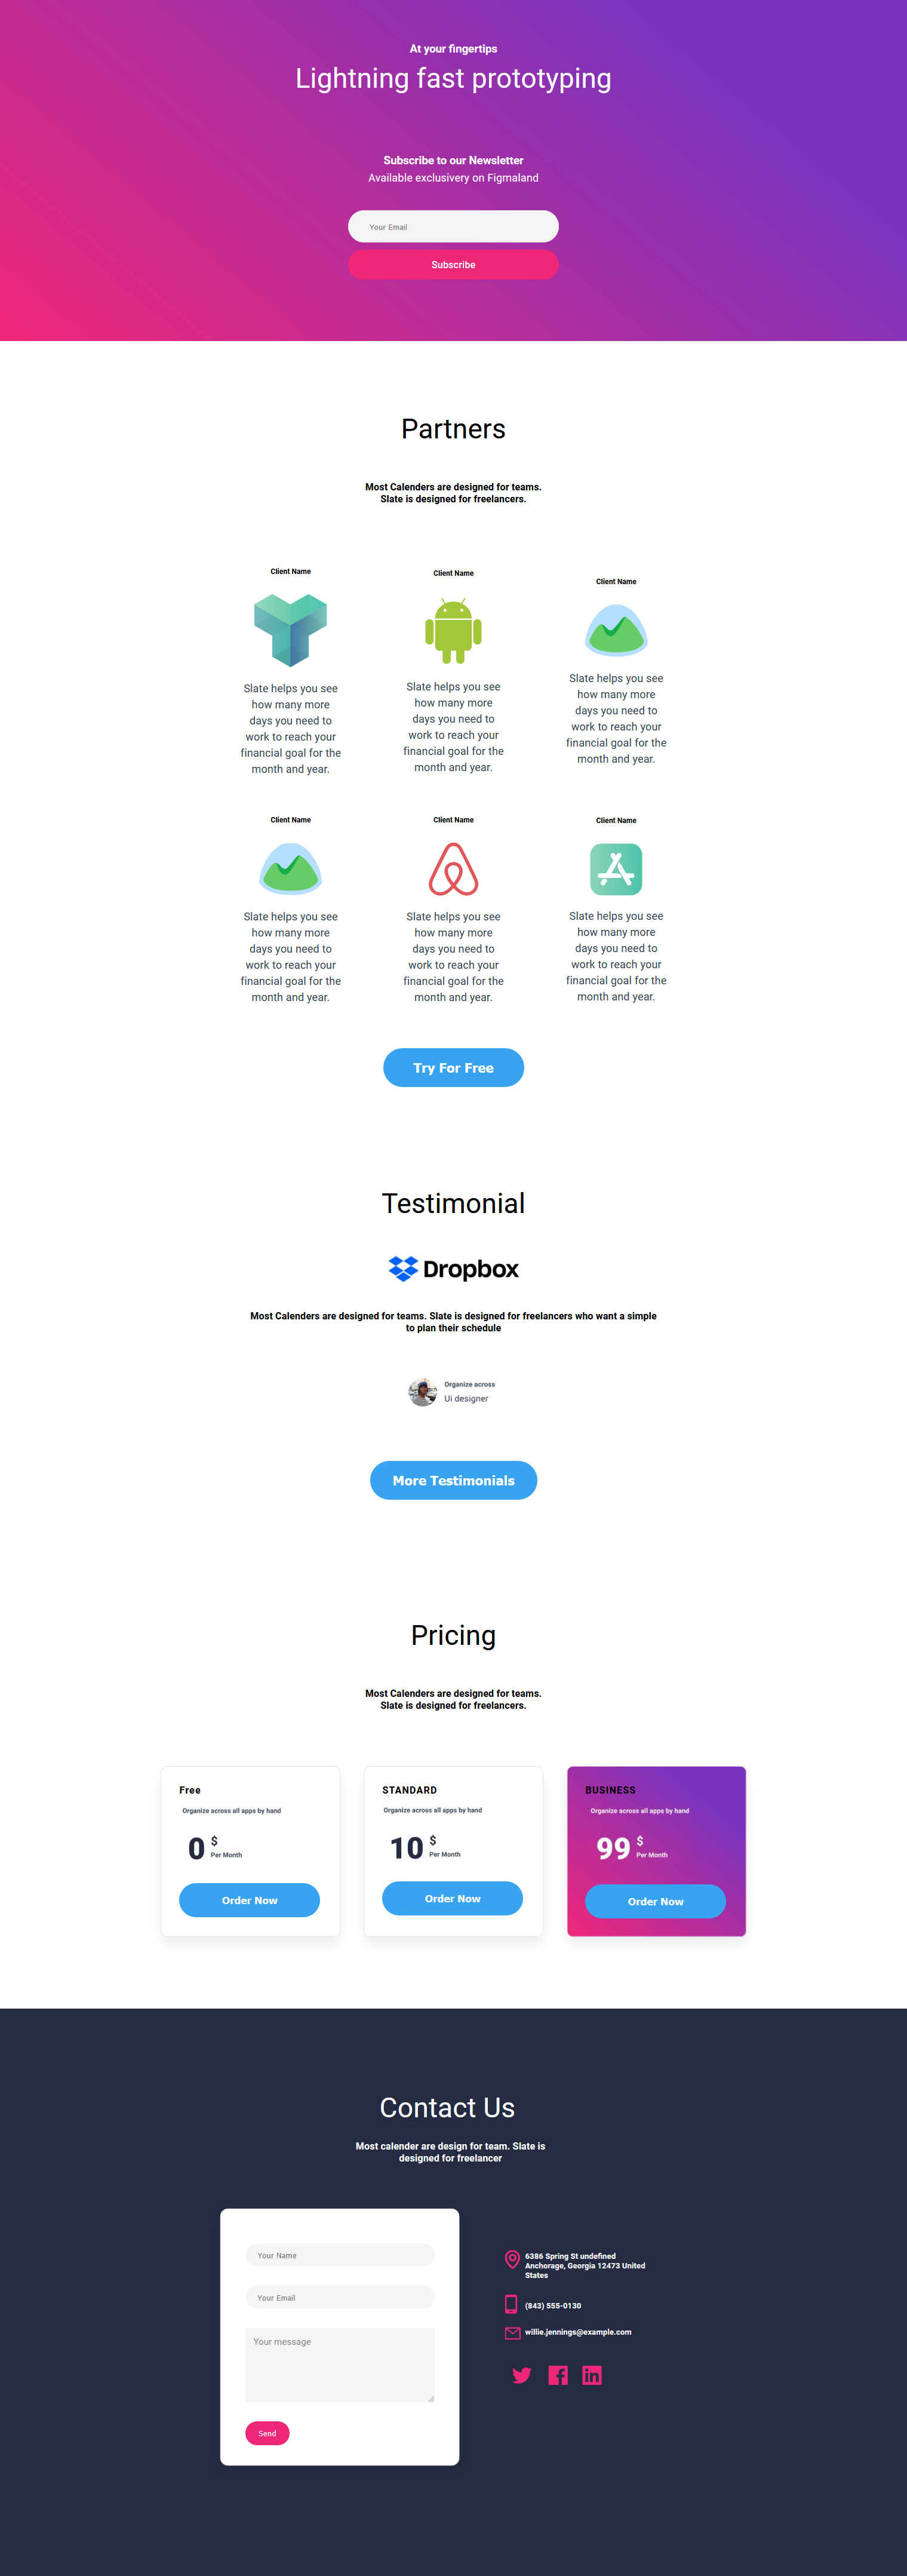 At your fingertips
Lightning fast prototyping
Subscribe to our Newsletter
Available exclusivery on Figmaland
Your Email
Subscribe
Partners
Most Calenders are designed for teams.
Slate is designed for freelancers.
Client Name
Slate helps you see
how many more
days you need to
work to reach your
financial goal for the
month and year.
Client Name
Slate helps you see
how many more
days you need to
work to reach your
financial goal for the
month and year.
Client Name
Slate helps you see
how many more
days you need to
work to reach your
financial goal for the
month and year.
Client Name
Slate helps you see
how many more
days you need to
work to reach your
financial goal for the
month and year.
Client Name
Slate helps you see
how many more
days you need to
work to reach your
financial goal for the
month and year.
Client Name
Slate helps you see
how many more
days you need to
work to reach your
financial goal for the
month and year.
Try For Free
Testimonial
Dropbox
Most Calenders are designed for teams. Slate is designed for freelancers who want a simple
to plan their schedule
Organize across
Ui designer
More Testimonials
Pricing
Most Calenders are designed for teams.
Slate is designed for freelancers.
Free
Organize across all apps by hand
0 $
Per Month
Order Now
STANDARD
Organize across all apps by hand
10 $
Per Month
Order Now
BUSINESS
Organize across all apps by hand
99 $
Per Month
Order Now
Contact Us
Most calender are design for team. Slate is
designed for freelancer
Your Name
Your Email
Your message
Send
6386 Spring St undefined
Anchorage, Georgia 12473 United
States
(843) 555-0130
willie.jennings@example.com